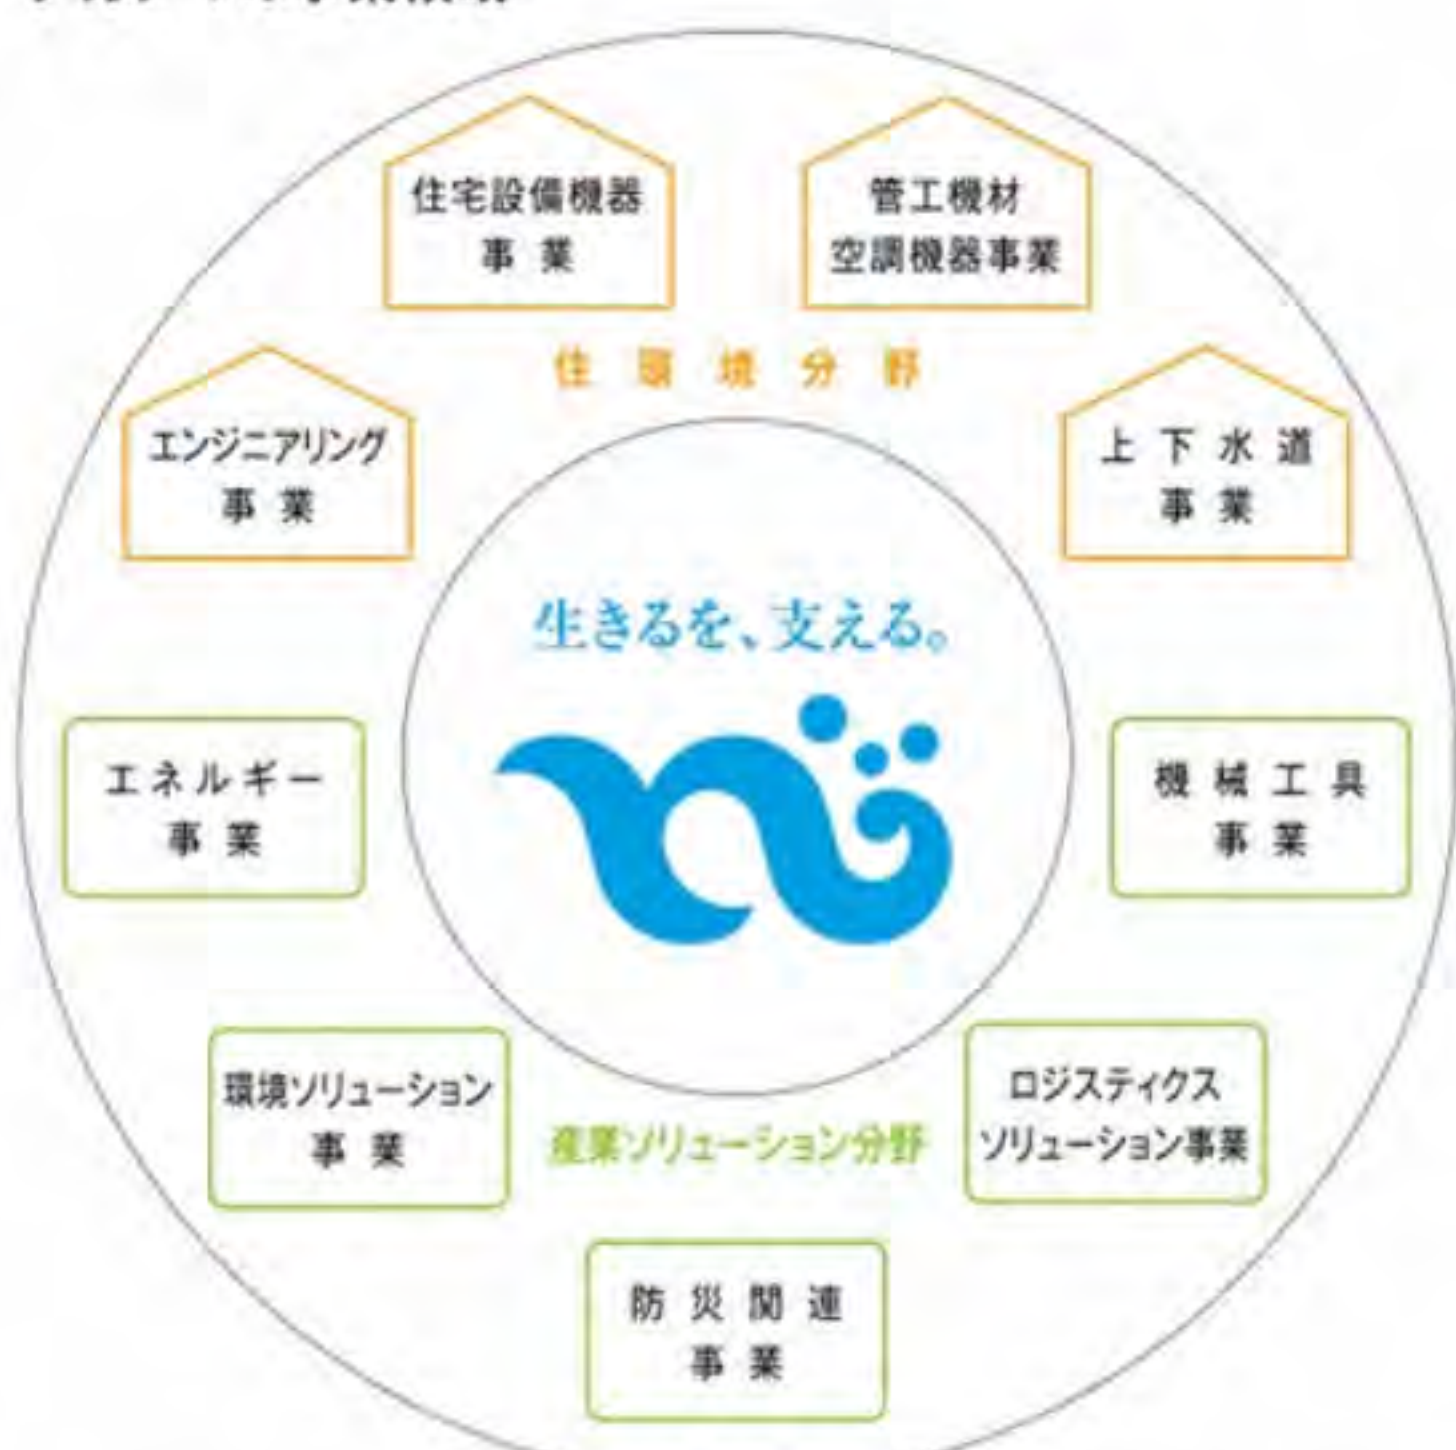 住宅設備機器
事業
管工機材
空調機器事業
住環境分野
エンジニアリング
事業
上下水道
事業
生きるを、支える。
エネルギー
事業
機械工具
事業
環境ソリューション
事業
産業ソリューション分野
ロジスティクス
ソリューション事業
防災関連
事業